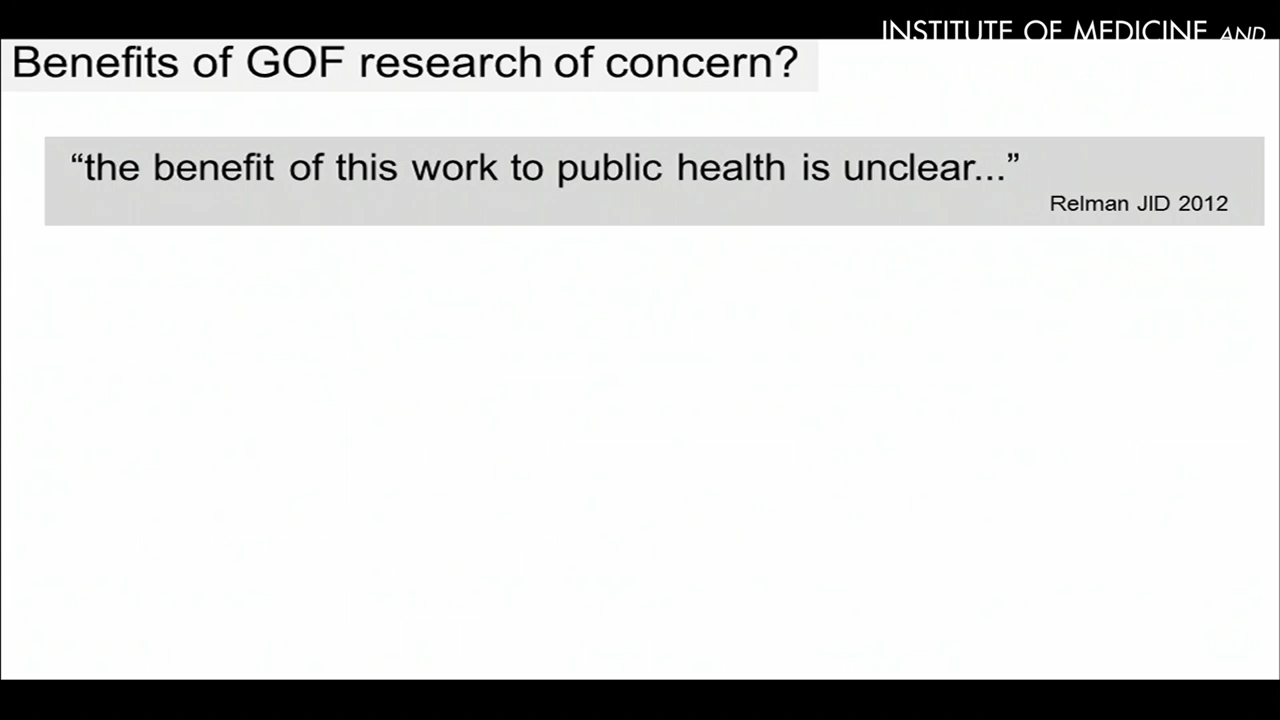 INSTITUTE OF MEDICINE AND
Benefits of GOF research of concern?
“the benefit of this work to public health is unclear...”
Relman JID 2012